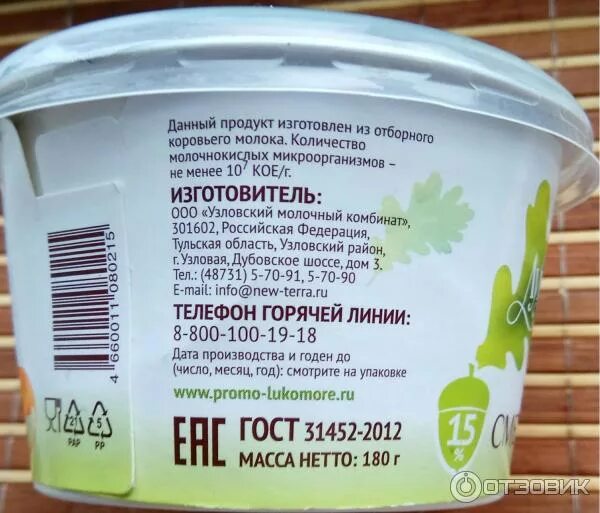 Данный продукт изготовлен из отборного
коровьего молока. Количество
молочнокислых микроорганизмов –
не менее 10⁷ КОЕ/г.
ИЗГОТОВИТЕЛЬ:
ООО «Узловский молочный комбинат»,
301602, Российская Федерация,
Тульская область, Узловский район,
г. Узловая, Дубовское шоссе, дом 3.
Тел.: (48731) 5-70-91, 5-70-90
E-mail: info@new-terra.ru
ТЕЛЕФОН ГОРЯЧЕЙ ЛИНИИ:
8-800-100-19-18
Дата производства и годен до
(число, месяц, год): смотрите на упаковке
www.promo-lukomore.ru
ЕАС ГОСТ 31452-2012
МАССА НЕТТО: 180 г
4 660011 080215
21
PAP
5
PP
15
%
СМЕ
ОТЗОВИК